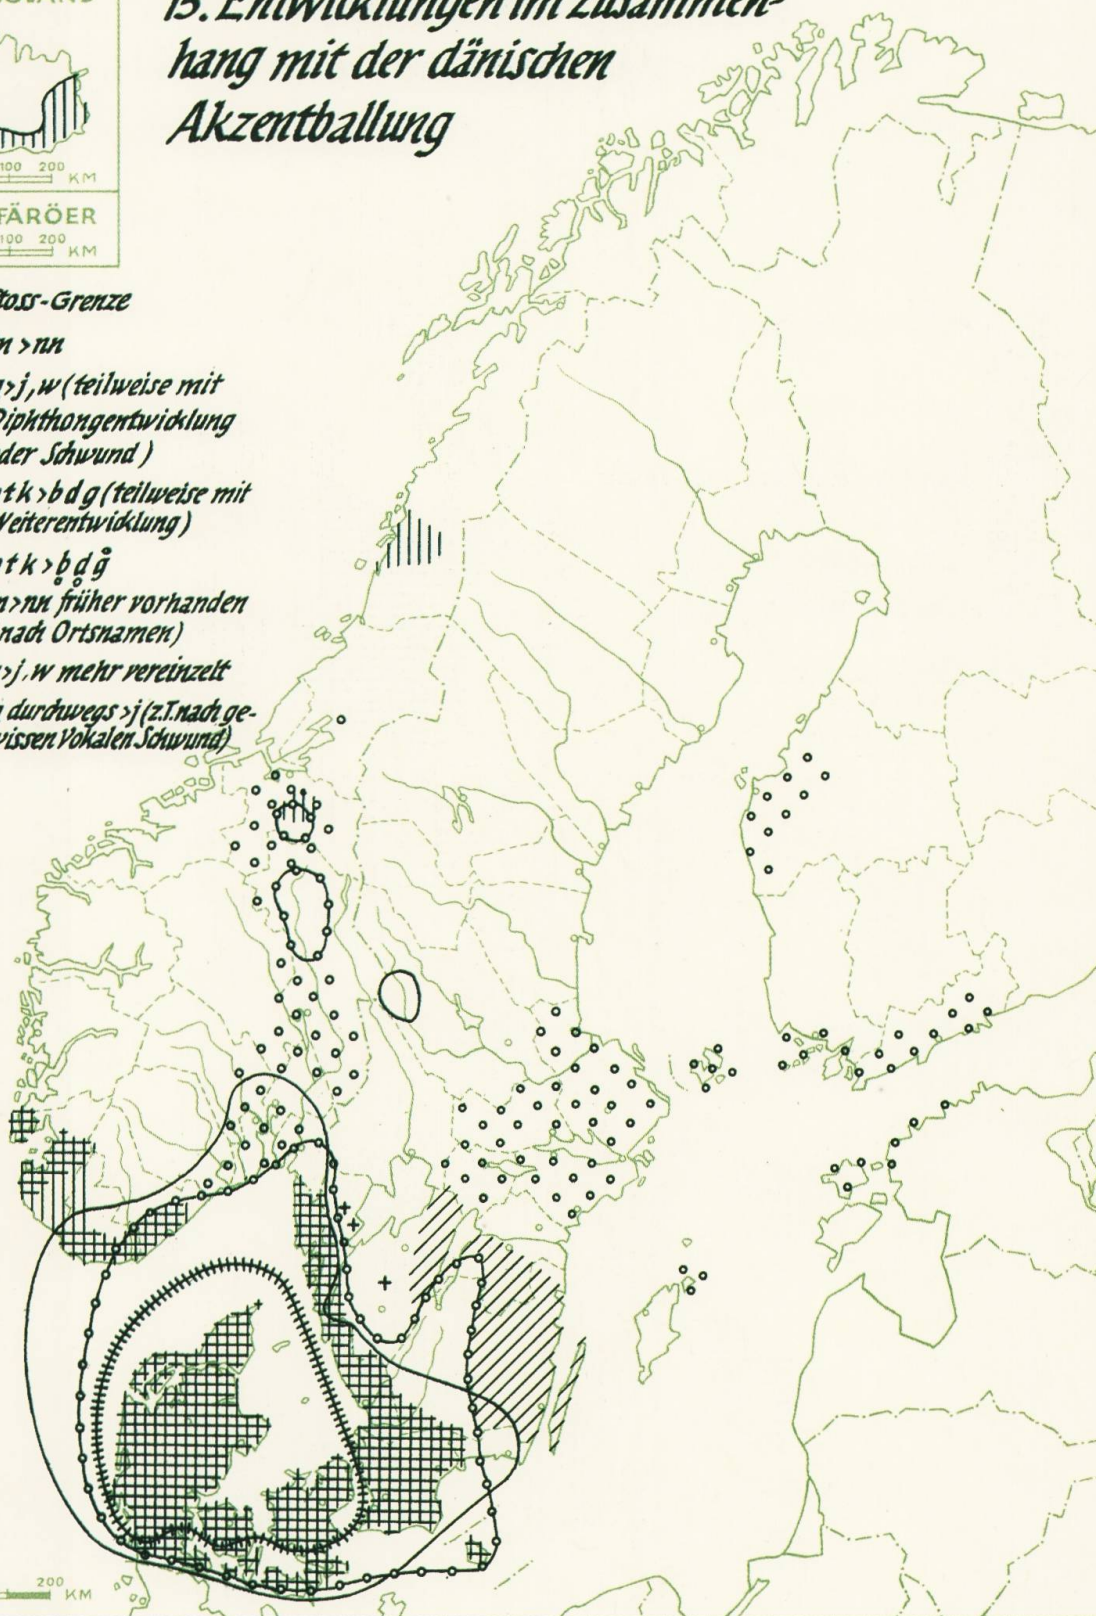 15. Entwicklungen im Zusammen-
hang mit der dänischen
Akzentballung
100 200
KM
FÄRÖER
100 200
KM
toss-Grenze
n >nn
>j, w (teilweise mit
Diphthongentwicklung
der Schwund)
t k > b d g (teilweise mit
Weiterentwicklung)
t k > b̥ d̥ g̊
n>nn früher vorhanden
nach Ortsnamen)
>j, w mehr vereinzelt
durchwegs >j (z.T. nach ge-
wissen Vokalen Schwund)
200
KM